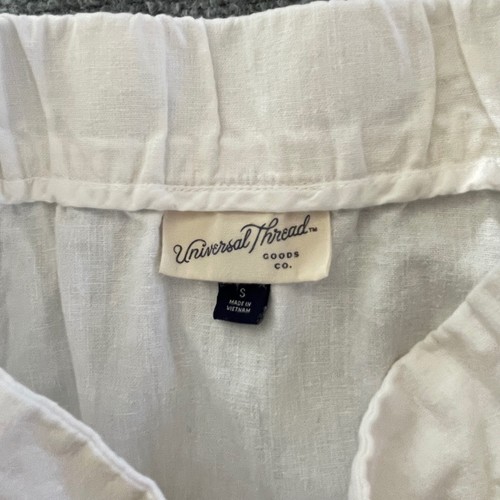 Universal Thread™
GOODS
CO.
S
MADE IN
VIETNAM